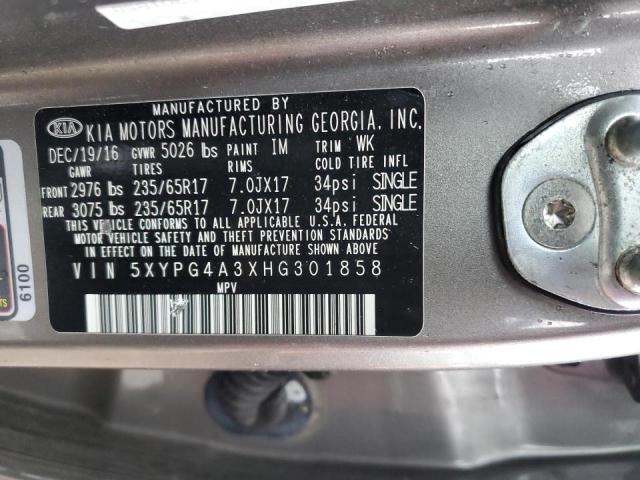 MANUFACTURED BY
KIA KIA MOTORS MANUFACTURING GEORGIA, INC.
DEC/19/16 GVWR 5026 lbs PAINT IM TRIM WK
GAWR TIRES RIMS COLD TIRE INFL
FRONT 2976 lbs 235/65R17 7.0JX17 34psi SINGLE
REAR 3075 lbs 235/65R17 7.0JX17 34psi SINGLE
THIS VEHICLE CONFORMS TO ALL APPLICABLE U.S.A. FEDERAL
MOTOR VEHICLE SAFETY AND THEFT PREVENTION STANDARDS
IN EFFECT ON THE DATE OF MANUFACTURE SHOWN ABOVE
VIN 5XYPG4A3XHG301858
MPV
6100